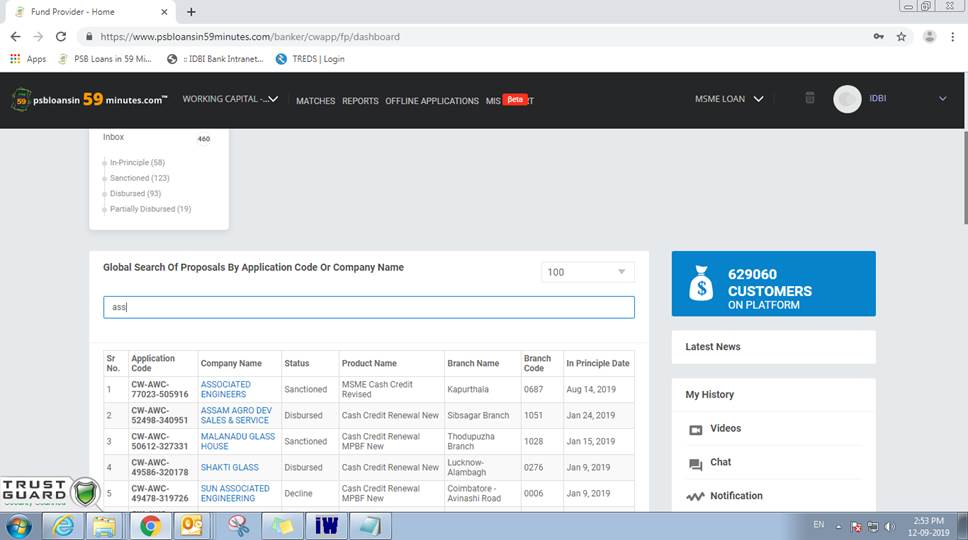 Fund Provider - Home
https://www.psbloansin59minutes.com/banker/cwapp/fp/dashboard
Apps PSB Loans in 59 Mi... :: IDBI Bank Intranet... TREDS | Login
psbloansin 59 minutes.com™ WORKING CAPITAL -... MATCHES REPORTS OFFLINE APPLICATIONS MIS Beta MSME LOAN IDBI
Inbox 460
In-Principle (58)
Sanctioned (123)
Disbursed (93)
Partially Disbursed (19)
Global Search Of Proposals By Application Code Or Company Name
100
ass
Sr No. Application Code Company Name Status Product Name Branch Name Branch Code In Principle Date
1 CW-AWC-77023-505916 ASSOCIATED ENGINEERS Sanctioned MSME Cash Credit Revised Kapurthala 0687 Aug 14, 2019
2 CW-AWC-52498-340951 ASSAM AGRO DEV SALES & SERVICE Disbursed Cash Credit Renewal New Sibsagar Branch 1051 Jan 24, 2019
3 CW-AWC-50612-327331 MALANADU GLASS HOUSE Sanctioned Cash Credit Renewal MPBF New Thodupuzha Branch 1028 Jan 15, 2019
4 CW-AWC-49586-320178 SHAKTI GLASS Disbursed Cash Credit Renewal New Lucknow-Alambagh 0276 Jan 9, 2019
5 CW-AWC-49478-319726 SUN ASSOCIATED ENGINEERING Decline Cash Credit Renewal MPBF New Coimbatore - Avinashi Road 0006 Jan 9, 2019
629060
CUSTOMERS
ON PLATFORM
Latest News
My History
Videos
Chat
Notification
TRUST
GUARD
Security Scanned
EN
2:53 PM
12-09-2019